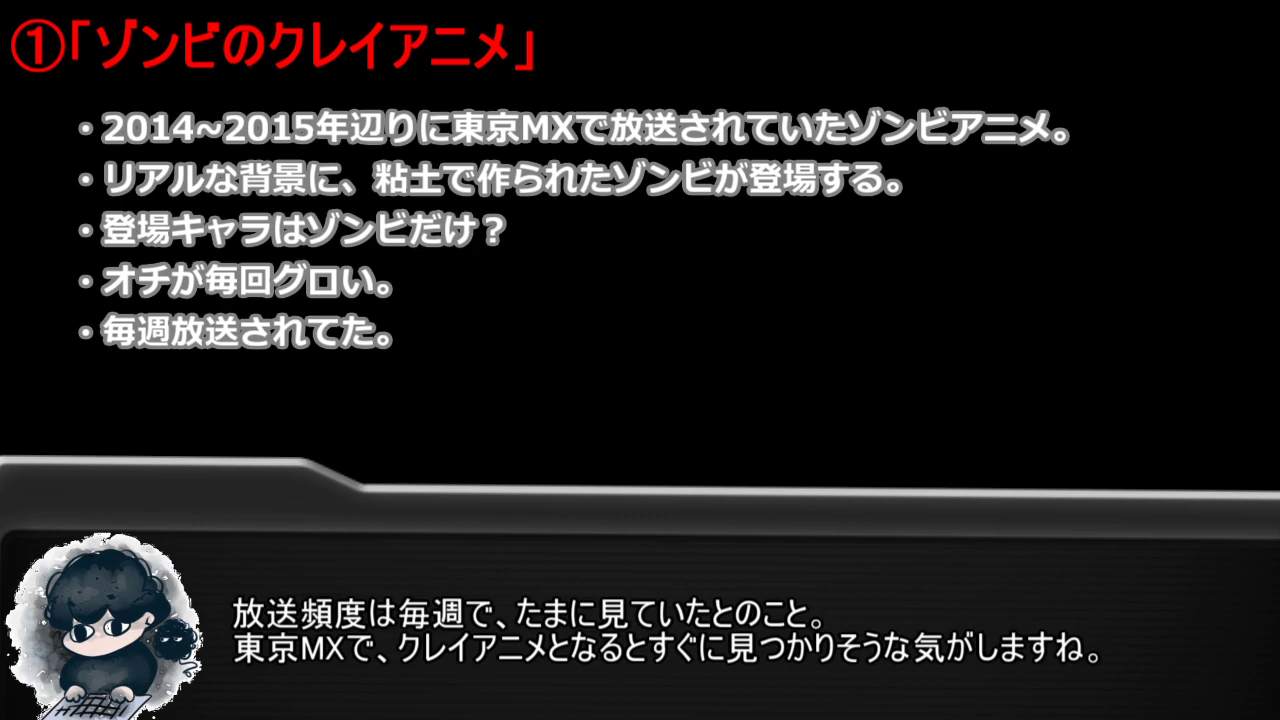 ①「ゾンビのクレイアニメ」
・2014~2015年辺りに東京MXで放送されていたゾンビアニメ。
・リアルな背景に、粘土で作られたゾンビが登場する。
・登場キャラはゾンビだけ？
・オチが毎回グロい。
・毎週放送されてた。
放送頻度は毎週で、たまに見ていたとのこと。
東京MXで、クレイアニメとなるとすぐに見つかりそうな気がしますね。